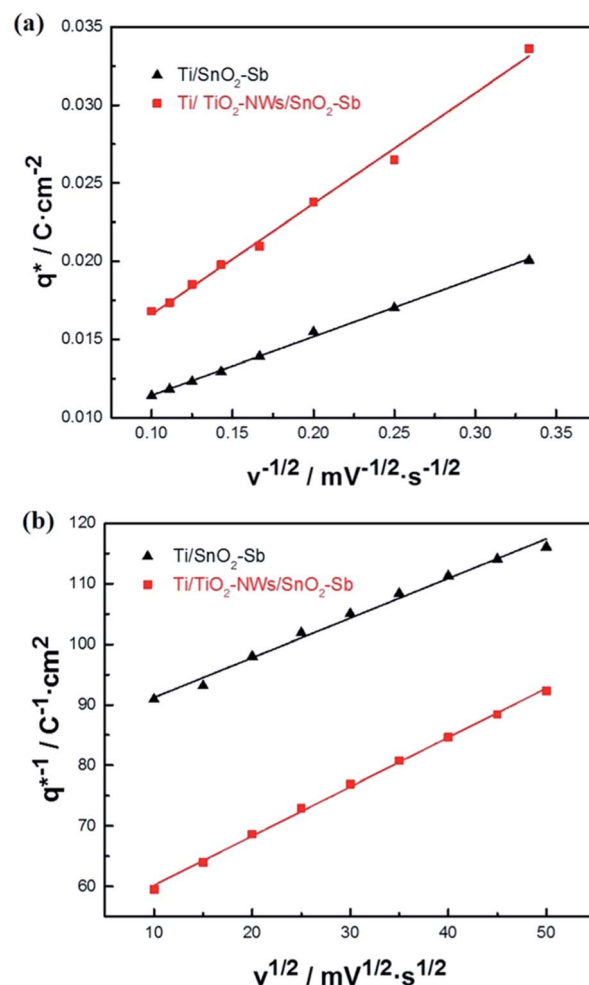 (a)
0.035
0.030
0.025
0.020
0.015
0.010
q* / C·cm⁻²
▲ Ti/SnO₂-Sb
■ Ti/ TiO₂-NWs/SnO₂-Sb
0.10 0.15 0.20 0.25 0.30 0.35
v⁻¹/² / mV⁻¹/²·s⁻¹/²
(b)
120
110
100
90
80
70
60
q*⁻¹ / C⁻¹·cm²
▲ Ti/SnO₂-Sb
■ Ti/TiO₂-NWs/SnO₂-Sb
10 20 30 40 50
v¹/² / mV¹/²·s¹/²